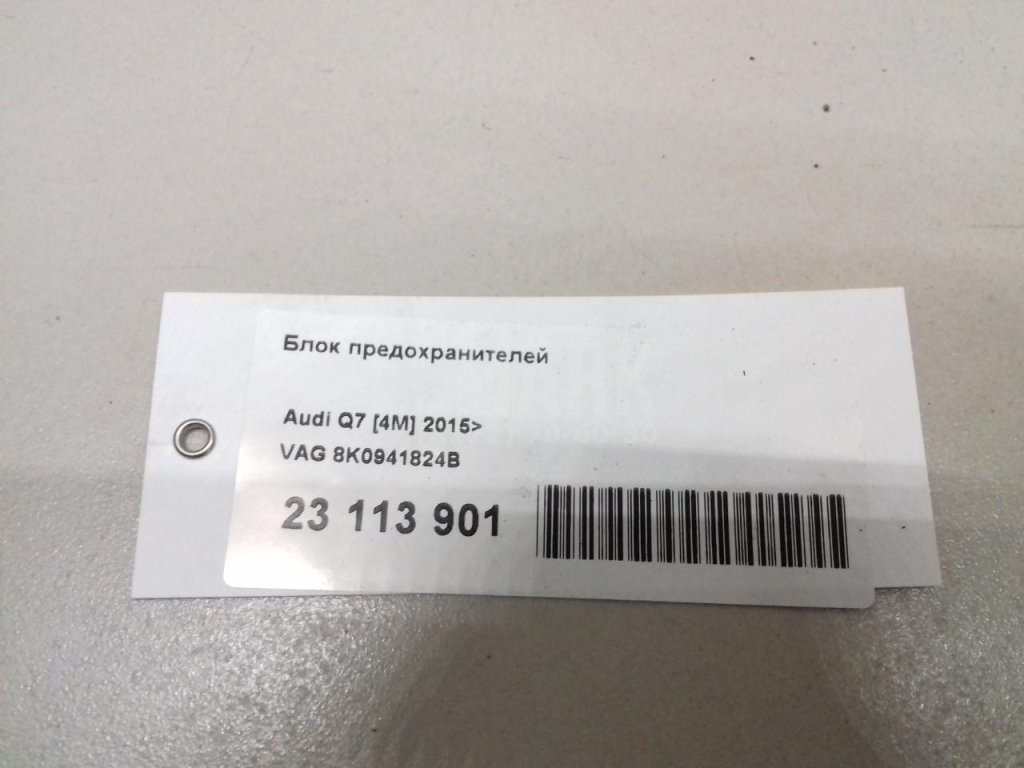 Блок предохранителей
Audi Q7 [4M] 2015>
VAG 8K0941824B
23 113 901